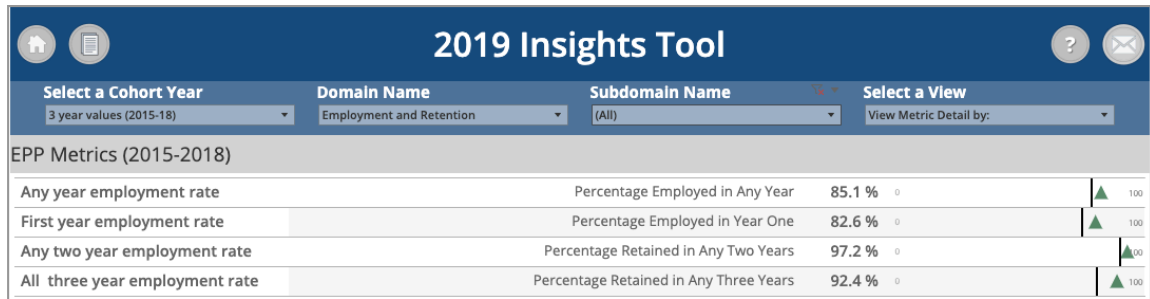 2019 Insights Tool
?
Select a Cohort Year Domain Name Subdomain Name Select a View
3 year values (2015-18) Employment and Retention (All) View Metric Detail by:
EPP Metrics (2015-2018)
Any year employment rate Percentage Employed in Any Year 85.1 % 0 100
First year employment rate Percentage Employed in Year One 82.6 % 0 100
Any two year employment rate Percentage Retained in Any Two Years 97.2 % 0 100
All three year employment rate Percentage Retained in Any Three Years 92.4 % 0 100